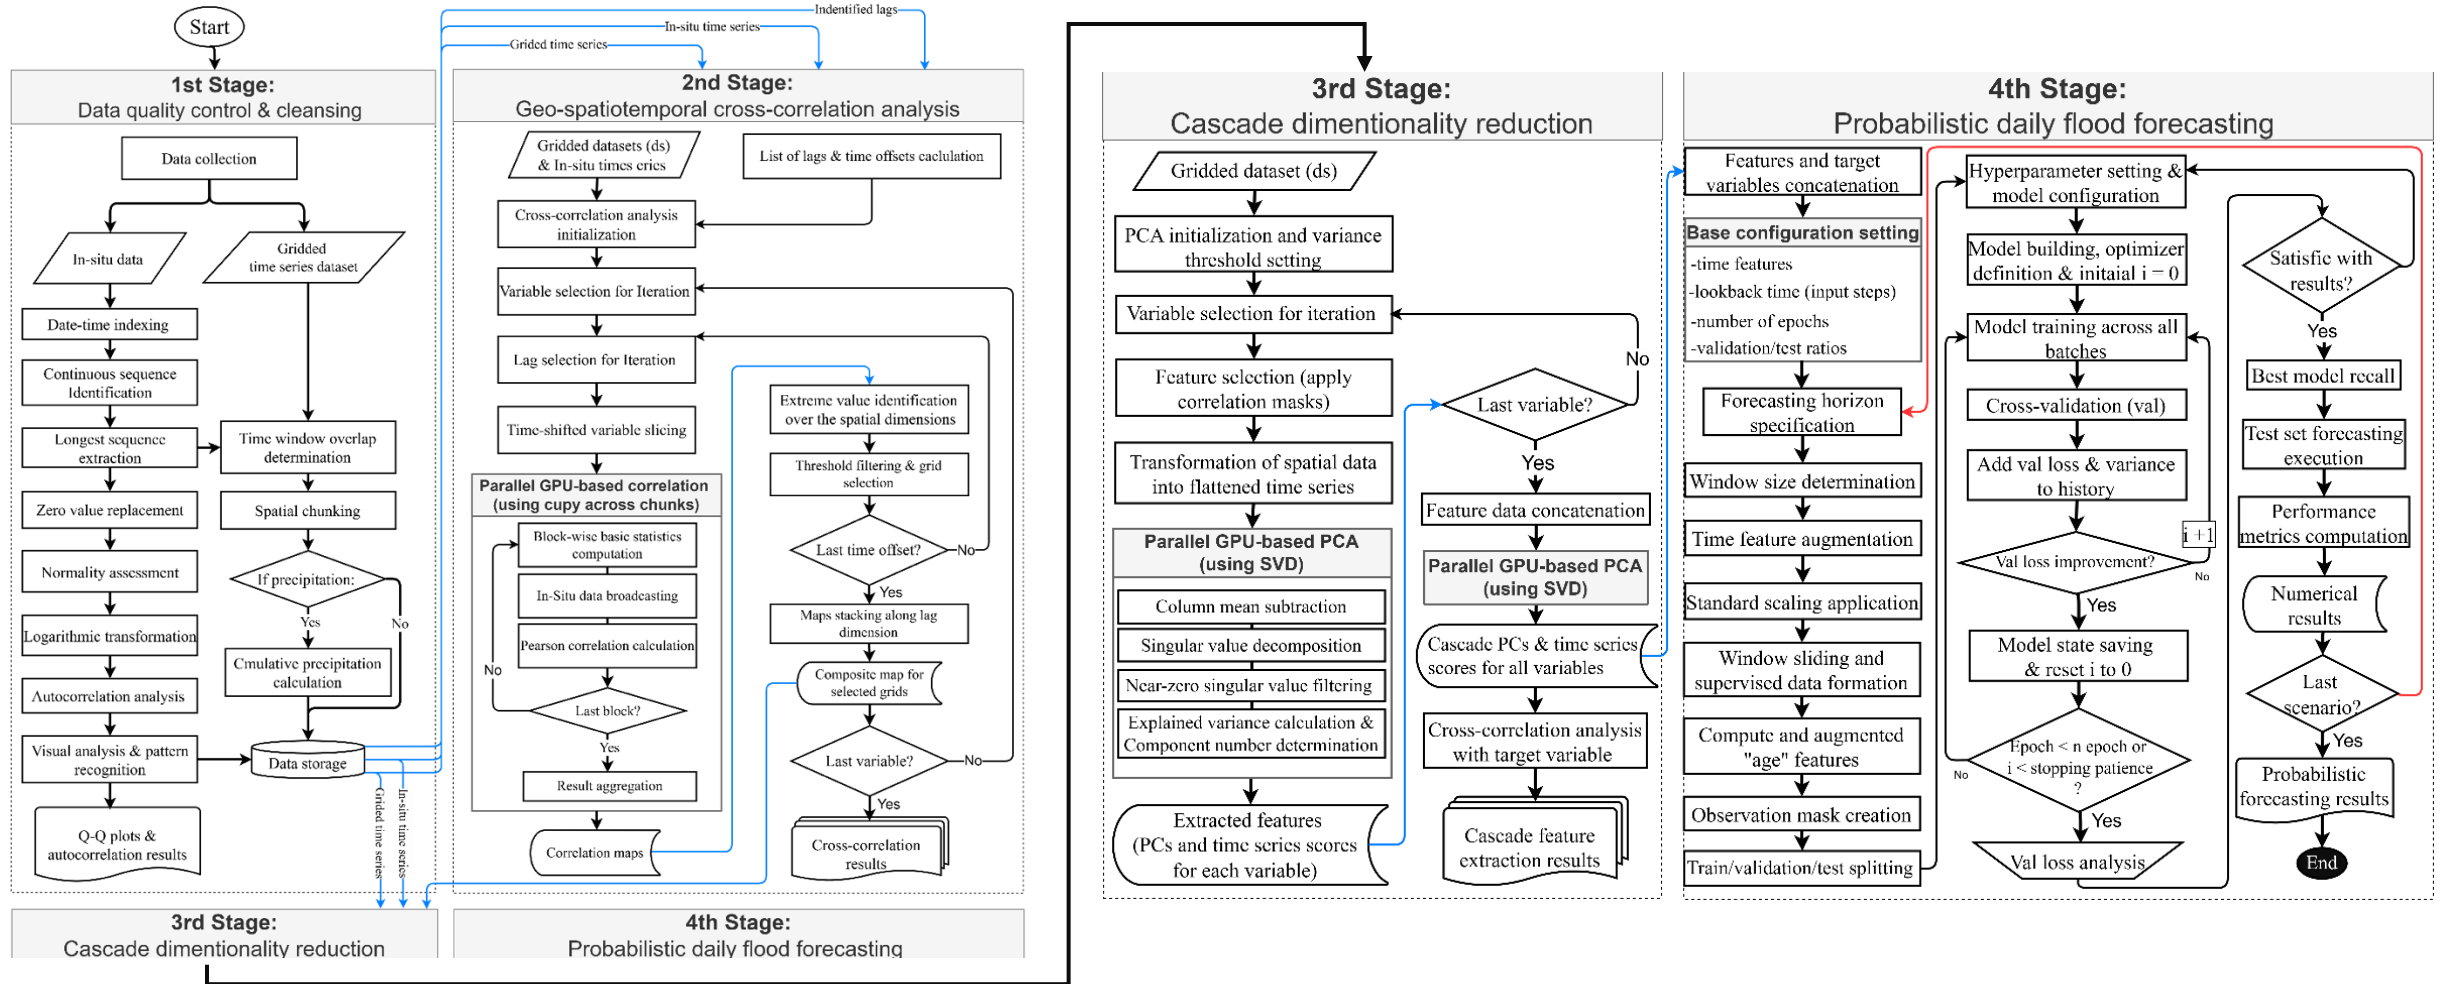 Start
Indentified lags
In-situ time series
Grided time series
1st Stage:
Data quality control & cleansing
Data collection
In-situ data
Gridded
time series dataset
Date-time indexing
Continuous sequence
Identification
Longest sequence
extraction
Time window overlap
determination
Zero value replacement
Spatial chunking
Normality assessment
If precipitation:
Yes
No
Logarithmic transformation
Cmulative precipitation
calculation
Autocorrelation analysis
Visual analysis & pattern
recognition
Data storage
Q-Q plots &
autocorrelation results
Grided time series
In-situ time series
2nd Stage:
Geo-spatiotemporal cross-correlation analysis
Gridded datasets (ds)
& In-situ times erics
List of lags & time offsets caclulation
Cross-correlation analysis
initialization
Variable selection for Iteration
Lag selection for Iteration
Time-shifted variable slicing
Parallel GPU-based correlation
(using cupy across chunks)
Block-wise basic statistics
computation
In-Situ data broadcasting
Pearson correlation calculation
No
Last block?
Yes
Result aggregation
Correlation maps
Extreme value identification
over the spatial dimensions
Threshold filtering & grid
selection
Last time offset?
No
Yes
Maps stacking along lag
dimension
Composite map for
selected grids
Last variable?
No
Yes
Cross-correlation
results
3rd Stage:
Cascade dimentionality reduction
4th Stage:
Probabilistic daily flood forecasting
3rd Stage:
Cascade dimentionality reduction
Gridded dataset (ds)
PCA initialization and variance
threshold setting
Variable selection for iteration
Feature selection (apply
correlation masks)
Transformation of spatial data
into flattened time series
Parallel GPU-based PCA
(using SVD)
Column mean subtraction
Singular value decomposition
Near-zero singular value filtering
Explained variance calculation &
Component number determination
Extracted features
(PCs and time series scores
for each variable)
No
Last variable?
Yes
Feature data concatenation
Parallel GPU-based PCA
(using SVD)
Cascade PCs & time series
scores for all variables
Cross-correlation analysis
with target variable
Cascade feature
extraction results
4th Stage:
Probabilistic daily flood forecasting
Features and target
variables concatenation
Base configuration setting
-time features
-lookback time (input steps)
-number of epochs
-validation/test ratios
Forecasting horizon
specification
Window size determination
Time feature augmentation
Standard scaling application
Window sliding and
supervised data formation
Compute and augmented
"age" features
Observation mask creation
Train/validation/test splitting
Hyperparameter setting &
model configuration
Model building, optimizer
definition & initaial i = 0
Model training across all
batches
Cross-validation (val)
Add val loss & variance
to history
i +1
Val loss improvement?
No
Yes
Model state saving
& reset i to 0
Epoch < n epoch or
i < stopping patience
?
No
Yes
Val loss analysis
Satisfie with
results?
Yes
Best model recall
Test set forecasting
execution
Performance
metrics computation
Numerical
results
Last
scenario?
Yes
Probabilistic
forecasting results
End